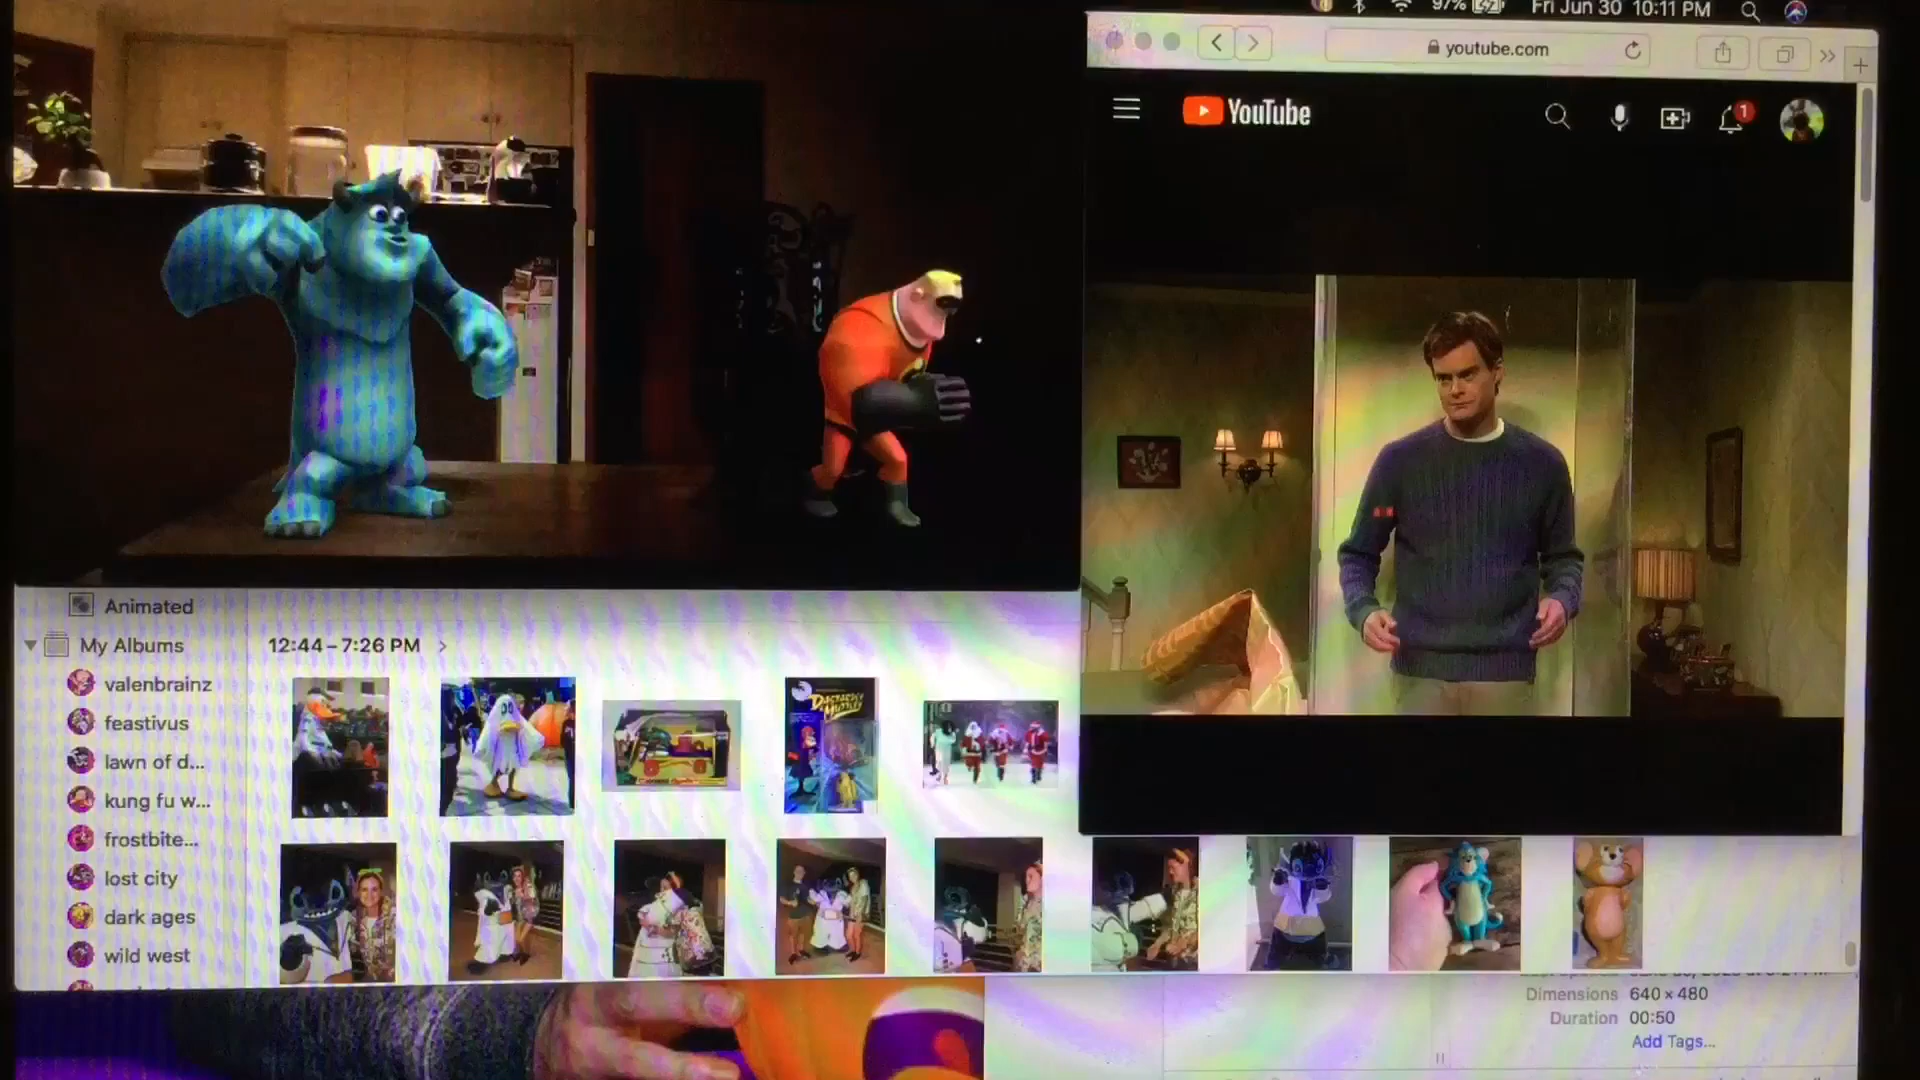 97%
Fri Jun 30 10:11 PM
youtube.com
YouTube
1
Animated
My Albums
12:44 – 7:26 PM
valenbrainz
feastivus
lawn of d...
kung fu w...
frostbite...
lost city
dark ages
wild west
Dimensions 640 × 480
Duration 00:50
Add Tags...